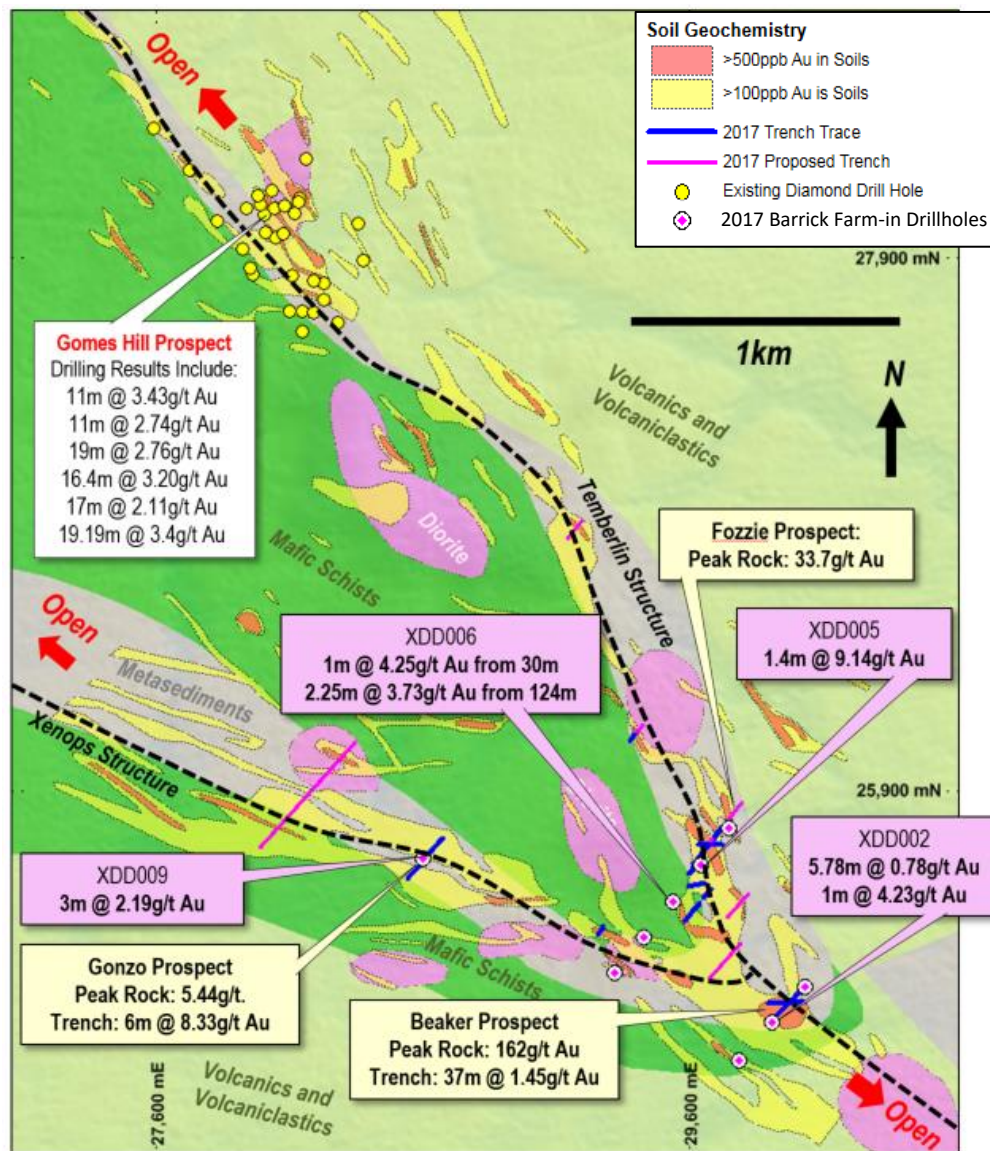 Soil Geochemistry
>500ppb Au in Soils
>100ppb Au is Soils
2017 Trench Trace
2017 Proposed Trench
Existing Diamond Drill Hole
2017 Barrick Farm-in Drillholes
Open
27,900 mN
1km
N
Gomes Hill Prospect
Drilling Results Include:
11m @ 3.43g/t Au
11m @ 2.74g/t Au
19m @ 2.76g/t Au
16.4m @ 3.20g/t Au
17m @ 2.11g/t Au
19.19m @ 3.4g/t Au
Volcanics and
Volcaniclastics
Diorite
Mafic Schists
Temberlin Structure
Fozzie Prospect:
Peak Rock: 33.7g/t Au
Open
Metasediments
Xenops Structure
XDD006
1m @ 4.25g/t Au from 30m
2.25m @ 3.73g/t Au from 124m
XDD005
1.4m @ 9.14g/t Au
25,900 mN
XDD009
3m @ 2.19g/t Au
XDD002
5.78m @ 0.78g/t Au
1m @ 4.23g/t Au
Mafic Schists
Gonzo Prospect
Peak Rock: 5.44g/t.
Trench: 6m @ 8.33g/t Au
Beaker Prospect
Peak Rock: 162g/t Au
Trench: 37m @ 1.45g/t Au
27,600 mE
Volcanics and
Volcaniclastics
29,600 mE
Open